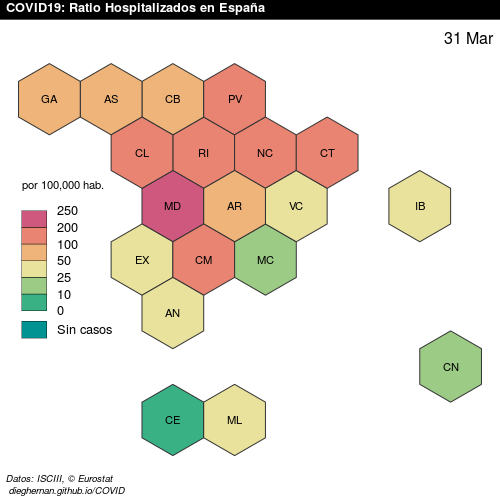 COVID19: Ratio Hospitalizados en España
31 Mar
GA AS CB PV
CL RI NC CT
por 100,000 hab.
MD AR VC IB
250
200
100
50
25
10
0
Sin casos
EX CM MC
AN
CN
CE ML
Datos: ISCIII, © Eurostat
dieghernan.github.io/COVID